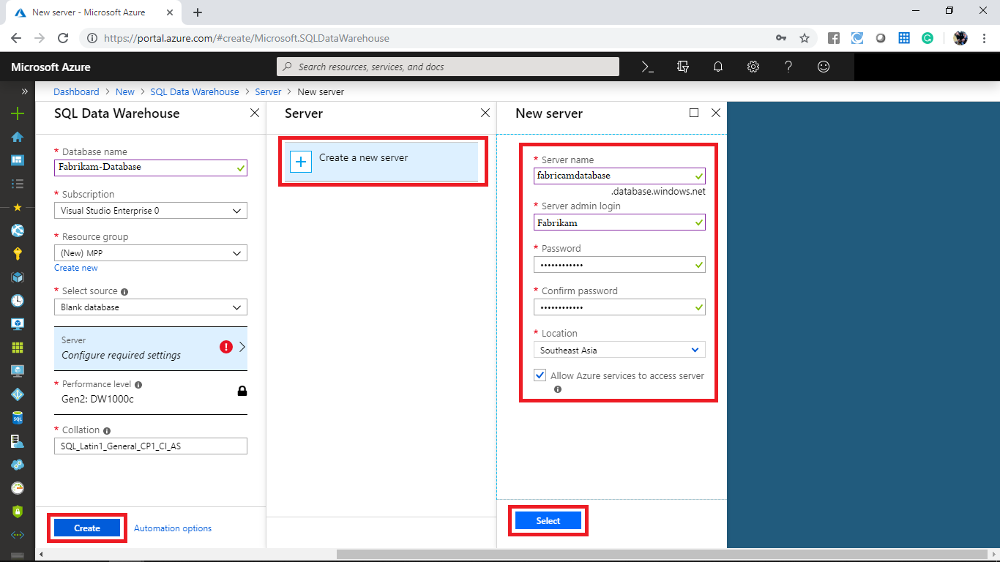 New server - Microsoft Azure
https://portal.azure.com/#create/Microsoft.SQLDataWarehouse
Microsoft Azure
Search resources, services, and docs
Dashboard > New > SQL Data Warehouse > Server > New server
SQL Data Warehouse
* Database name
Fabrikam-Database
* Subscription
Visual Studio Enterprise 0
* Resource group
(New) MPP
Create new
* Select source
Blank database
Server
Configure required settings
* Performance level
Gen2: DW1000c
* Collation
SQL_Latin1_General_CP1_CI_AS
Create
Automation options
Server
Create a new server
New server
* Server name
fabricamdatabase
.database.windows.net
* Server admin login
Fabrikam
* Password
••••••••••••
* Confirm password
••••••••••••
* Location
Southeast Asia
Allow Azure services to access server
Select
SQL